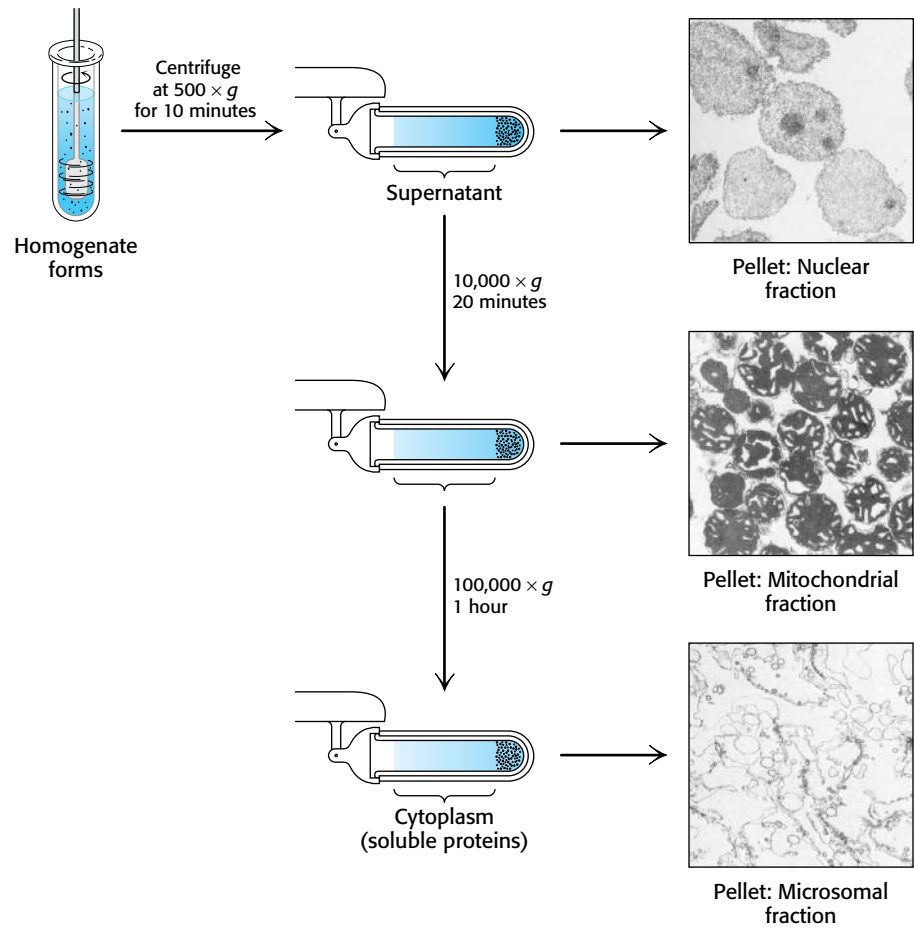 Centrifuge
at 500 × g
for 10 minutes
Homogenate
forms
Supernatant
Pellet: Nuclear
fraction
10,000 × g
20 minutes
Pellet: Mitochondrial
fraction
100,000 × g
1 hour
Cytoplasm
(soluble proteins)
Pellet: Microsomal
fraction